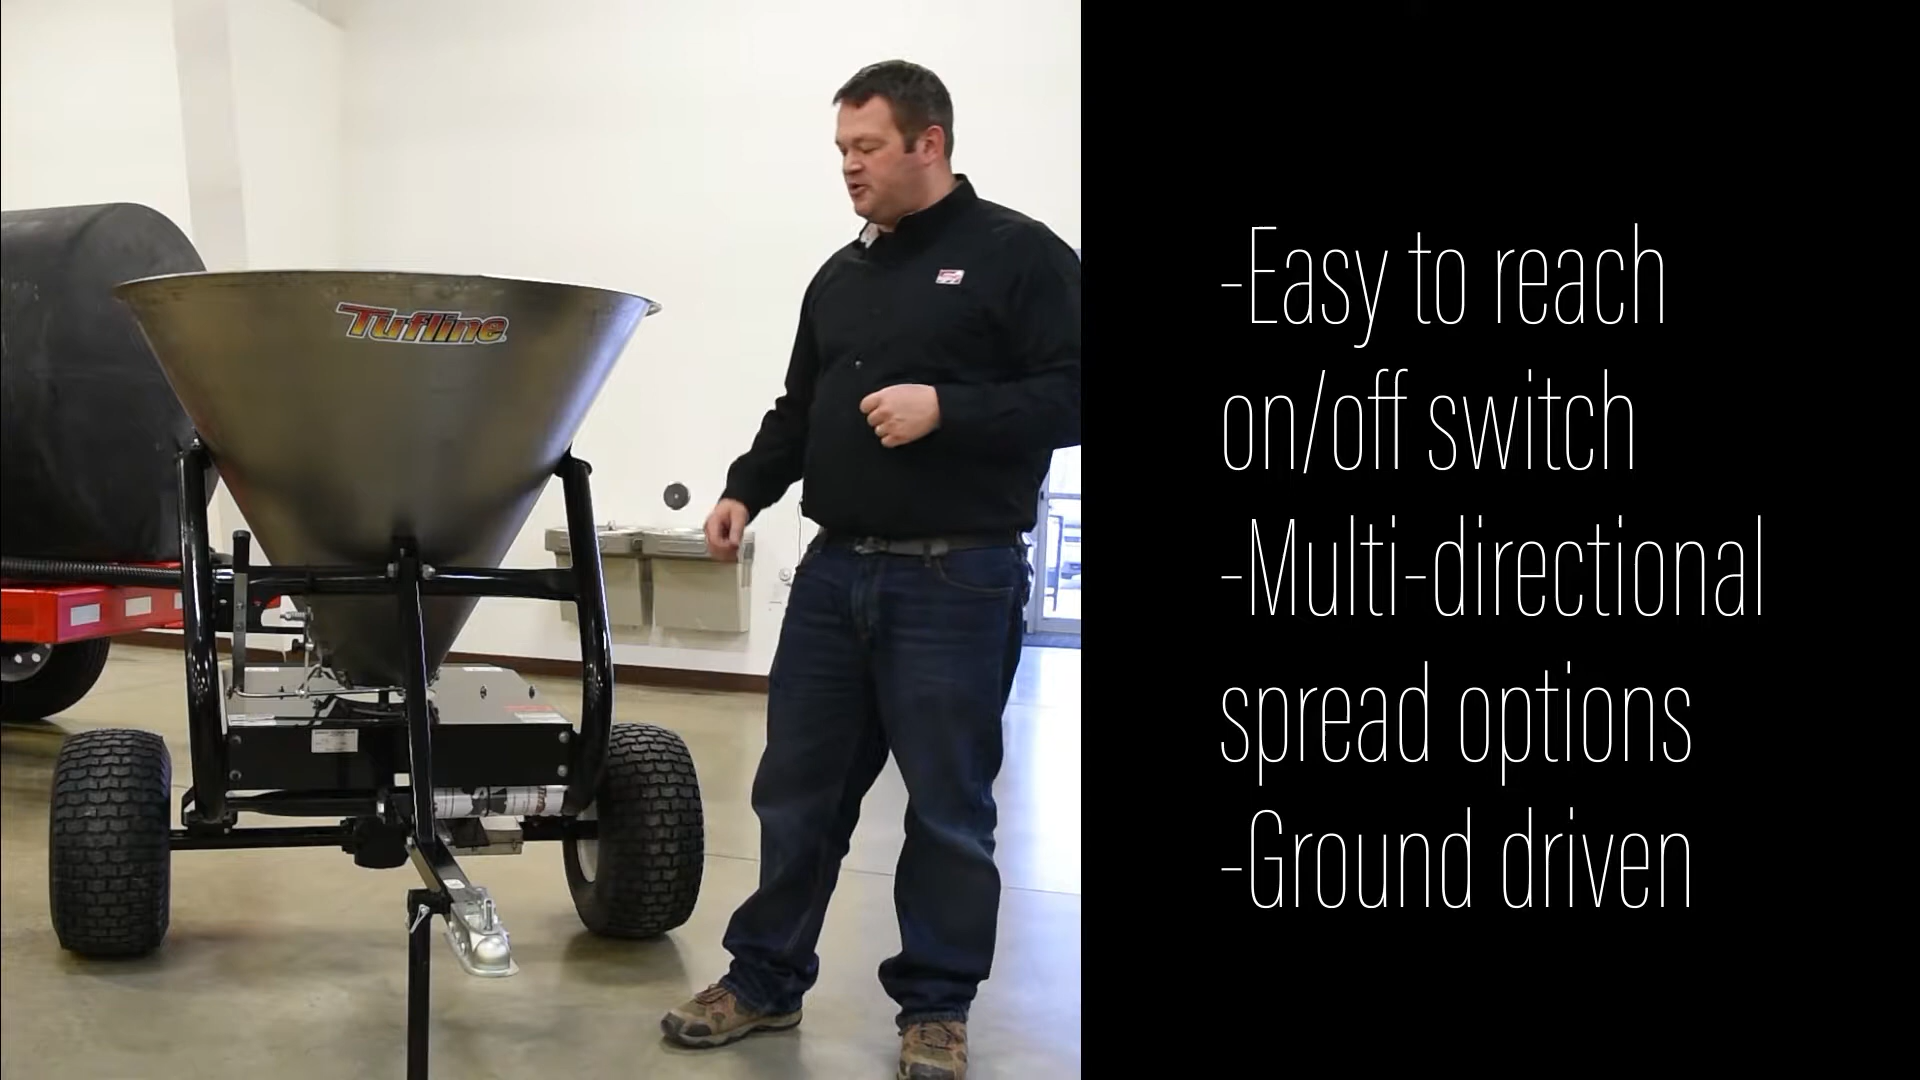 Tufline
-Easy to reach
on/off switch
-Multi-directional
spread options
-Ground driven